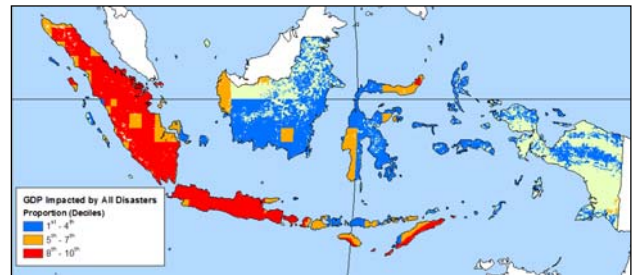 GDP Impacted by All Disasters
Proportion (Deciles)
1st - 4th
5th - 7th
8th - 10th